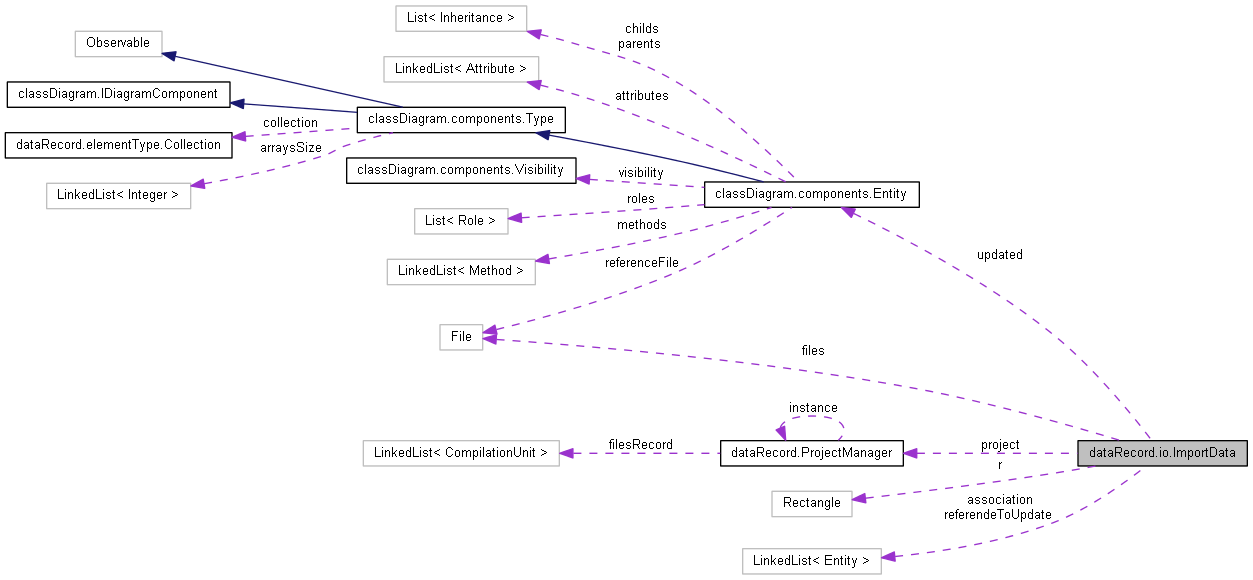 List< Inheritance >
childs
parents
Observable
LinkedList< Attribute >
classDiagram.IDiagramComponent
attributes
classDiagram.components.Type
collection
dataRecord.elementType.Collection
arraysSize
classDiagram.components.Visibility
visibility
LinkedList< Integer >
classDiagram.components.Entity
roles
List< Role >
methods
updated
referenceFile
LinkedList< Method >
File
files
instance
filesRecord
project
LinkedList< CompilationUnit >
dataRecord.ProjectManager
dataRecord.io.ImportData
r
Rectangle
association
referendeToUpdate
LinkedList< Entity >